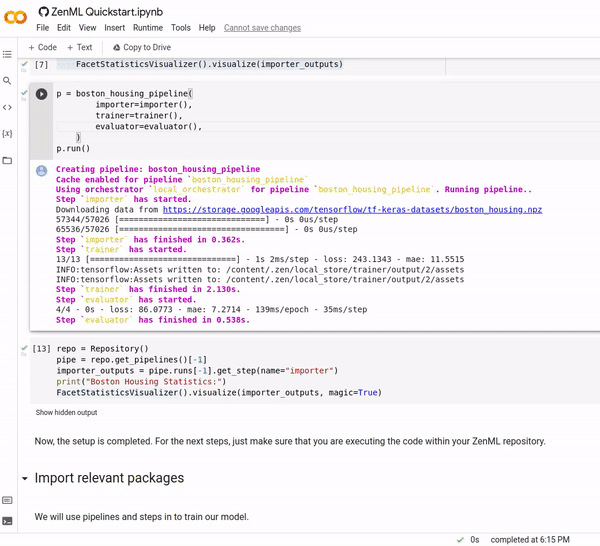 ZenML Quickstart.ipynb
File Edit View Insert Runtime Tools Help Cannot save changes
+ Code + Text Copy to Drive
[7] FacetStatisticsVisualizer().visualize(importer_outputs)
p = boston_housing_pipeline(
importer=importer(),
trainer=trainer(),
evaluator=evaluator(),
)
p.run()
Creating pipeline: boston_housing_pipeline
Cache enabled for pipeline `boston_housing_pipeline`
Using orchestrator `local_orchestrator` for pipeline `boston_housing_pipeline`. Running pipeline..
Step `importer` has started.
Downloading data from https://storage.googleapis.com/tensorflow/tf-keras-datasets/boston_housing.npz
57344/57026 [==============================] - 0s 0us/step
65536/57026 [==================================] - 0s 0us/step
Step `importer` has finished in 0.362s.
Step `trainer` has started.
13/13 [==============================] - 1s 2ms/step - loss: 243.1343 - mae: 11.5515
INFO:tensorflow:Assets written to: /content/.zen/local_store/trainer/output/2/assets
INFO:tensorflow:Assets written to: /content/.zen/local_store/trainer/output/2/assets
Step `trainer` has finished in 2.130s.
Step `evaluator` has started.
4/4 - 0s - loss: 86.0773 - mae: 7.2714 - 139ms/epoch - 35ms/step
Step `evaluator` has finished in 0.538s.
[13] repo = Repository()
pipe = repo.get_pipelines()[-1]
importer_outputs = pipe.runs[-1].get_step(name="importer")
print("Boston Housing Statistics:")
FacetStatisticsVisualizer().visualize(importer_outputs, magic=True)
Show hidden output
Now, the setup is completed. For the next steps, just make sure that you are executing the code within your ZenML repository.
Import relevant packages
We will use pipelines and steps in to train our model.
0s completed at 6:15 PM